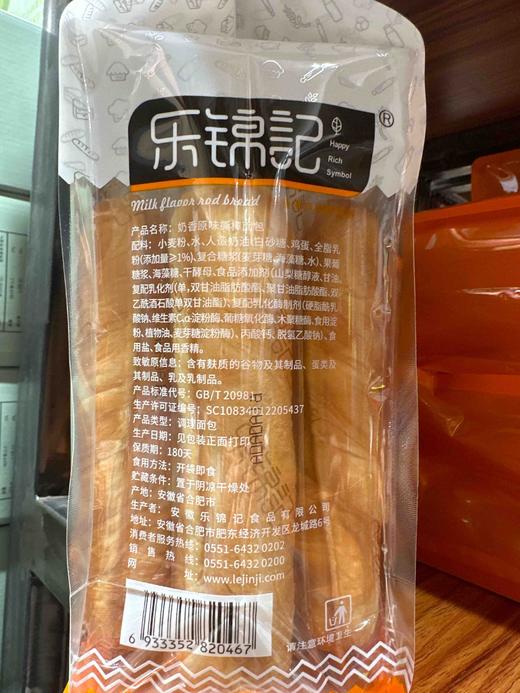 乐锦記
®
Happy
Rich
Symbol
Milk flavor rod bread
产品名称：奶香原味撕棒面包
配料：小麦粉、水、人造奶油、白砂糖、鸡蛋、全脂乳
粉(添加量≥1%)、复合糖浆(麦芽糖、海藻糖、水)、果葡
糖浆、海藻糖、干酵母、食品添加剂(山梨糖醇液、甘油、
复配乳化剂(单,双甘油脂肪酸酯、聚甘油脂肪酸酯、双
乙酰酒石酸单双甘油酯)、复配乳化酶制剂(硬脂酰乳
酸钠、维生素C,α-淀粉酶、葡糖氧化酶、木聚糖酶、食用淀
粉、植物油、麦芽糖淀粉酶)、丙酸钙、脱氢乙酸钠)、食
用盐、食品用香精。
致敏原信息：含有麸质的谷物及其制品、蛋类及
其制品、乳及乳制品。
产品标准代号：GB/T 20981
生产许可证编号：SC10834012205437
产品类型：调理面包
生产日期：见包装正面打印
保质期：180天
食用方法：开袋即食
贮藏条件：置于阴凉干燥处
产地：安徽省合肥市
生产者：安徽乐锦记食品有限公司
地址：安徽省合肥市肥东经济开发区龙城路6号
消费者服务热线：0551-6432 0202
销售热线：0551-6432 0200
网址：www.lejinji.com
6 933352 820467
请注意环境卫生